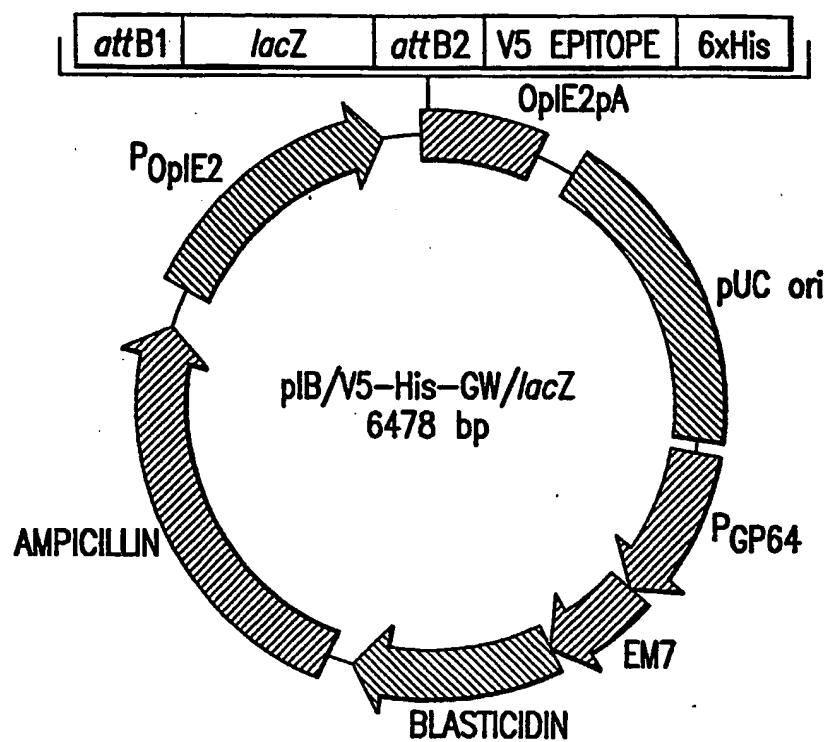 attB1 lacZ attB2 V5 EPITOPE 6xHis
OpIE2pA
POpIE2
pUC ori
pIB/V5-His-GW/lacZ
6478 bp
PGP64
AMPICILLIN
EM7
BLASTICIDIN